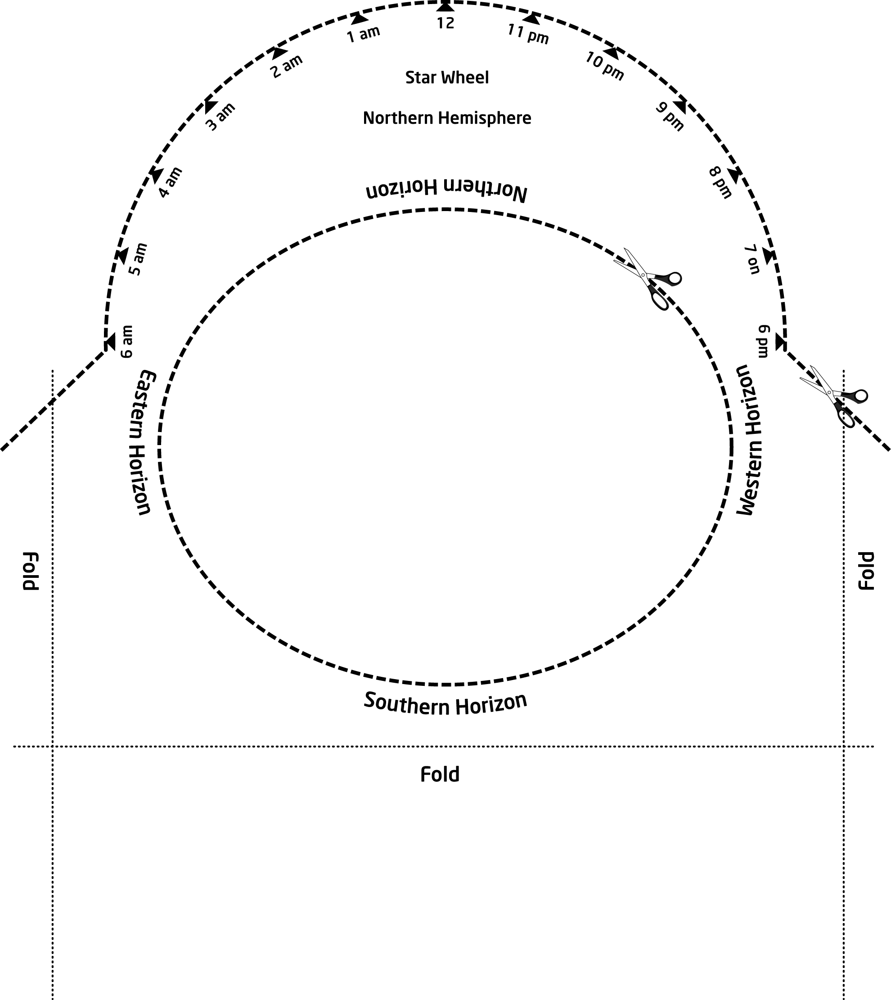 12
1 am
11 pm
2 am
10 pm
Star Wheel
3 am
9 pm
Northern Hemisphere
4 am
8 pm
Northern Horizon
5 am
7 on
6 am
6 pm
Eastern Horizon
Western Horizon
Fold
Fold
Southern Horizon
Fold